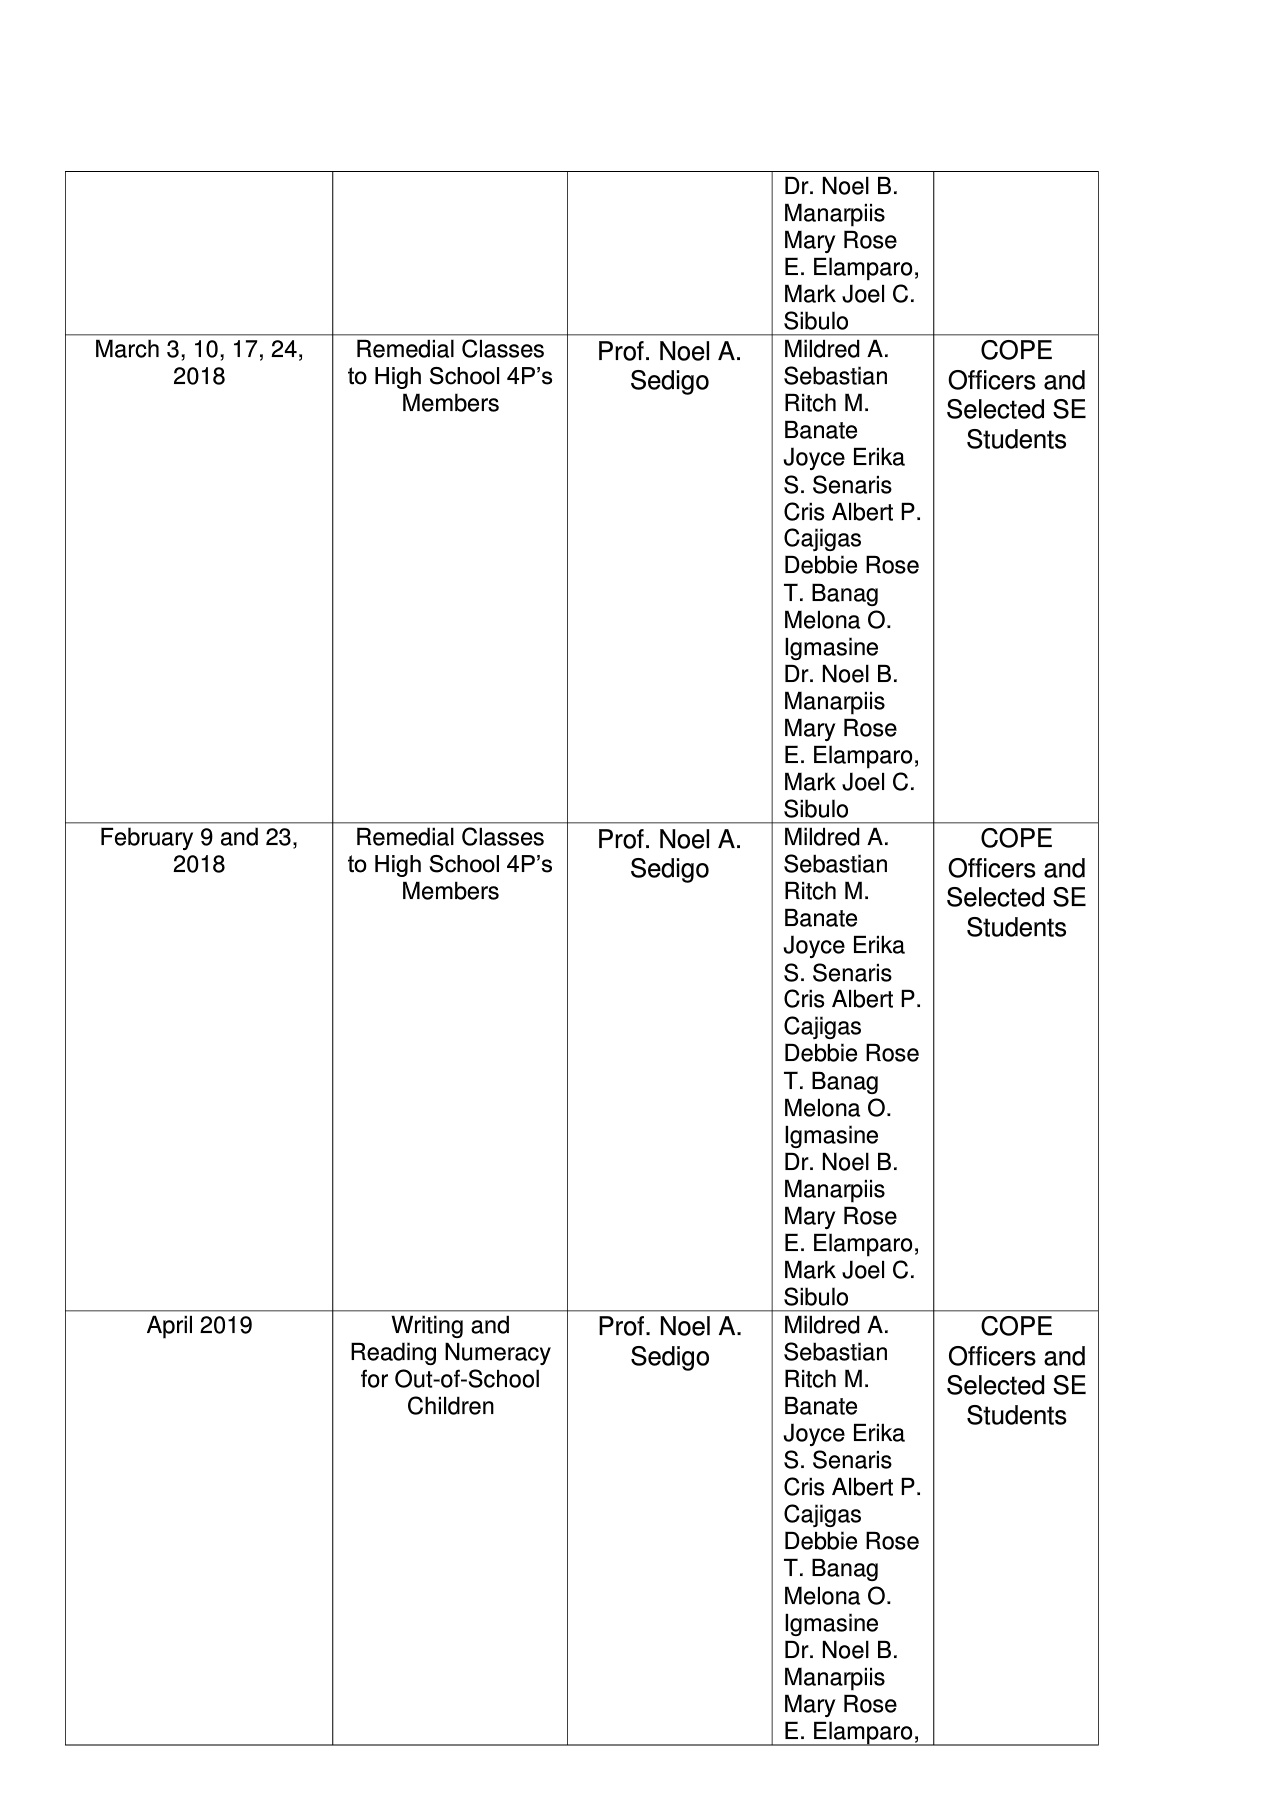 Dr. Noel B.
Manarpiis
Mary Rose
E. Elamparo,
Mark Joel C.
Sibulo
March 3, 10, 17, 24,
2018
Remedial Classes
to High School 4P's
Members
Prof. Noel A.
Sedigo
Mildred A.
Sebastian
Ritch M.
Banate
Joyce Erika
S. Senaris
Cris Albert P.
Cajigas
Debbie Rose
T. Banag
Melona O.
Igmasine
Dr. Noel B.
Manarpiis
Mary Rose
E. Elamparo,
Mark Joel C.
Sibulo
COPE
Officers and
Selected SE
Students
February 9 and 23,
2018
Remedial Classes
to High School 4P's
Members
Prof. Noel A.
Sedigo
Mildred A.
Sebastian
Ritch M.
Banate
Joyce Erika
S. Senaris
Cris Albert P.
Cajigas
Debbie Rose
T. Banag
Melona O.
Igmasine
Dr. Noel B.
Manarpiis
Mary Rose
E. Elamparo,
Mark Joel C.
Sibulo
COPE
Officers and
Selected SE
Students
April 2019
Writing and
Reading Numeracy
for Out-of-School
Children
Prof. Noel A.
Sedigo
Mildred A.
Sebastian
Ritch M.
Banate
Joyce Erika
S. Senaris
Cris Albert P.
Cajigas
Debbie Rose
T. Banag
Melona O.
Igmasine
Dr. Noel B.
Manarpiis
Mary Rose
E. Elamparo,
COPE
Officers and
Selected SE
Students